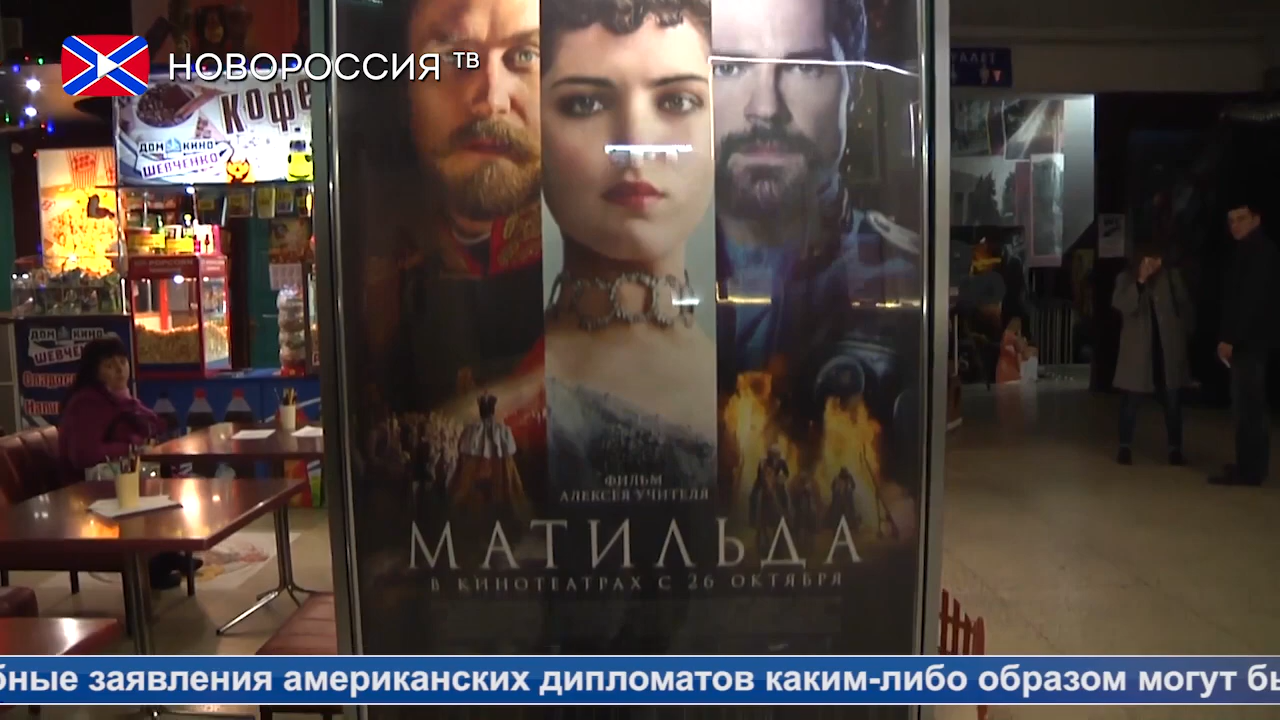 НОВОРОССИЯ ТВ
Кофе
ДОМ КИНО
ШЕВЧЕНКО
ДОМ КИНО
ШЕВЧЕНКО
ФИЛЬМ
АЛЕКСЕЯ УЧИТЕЛЯ
МАТИЛЬДА
В КИНОТЕАТРАХ С 26 ОКТЯБРЯ
бные заявления американских дипломатов каким-либо образом могут бы